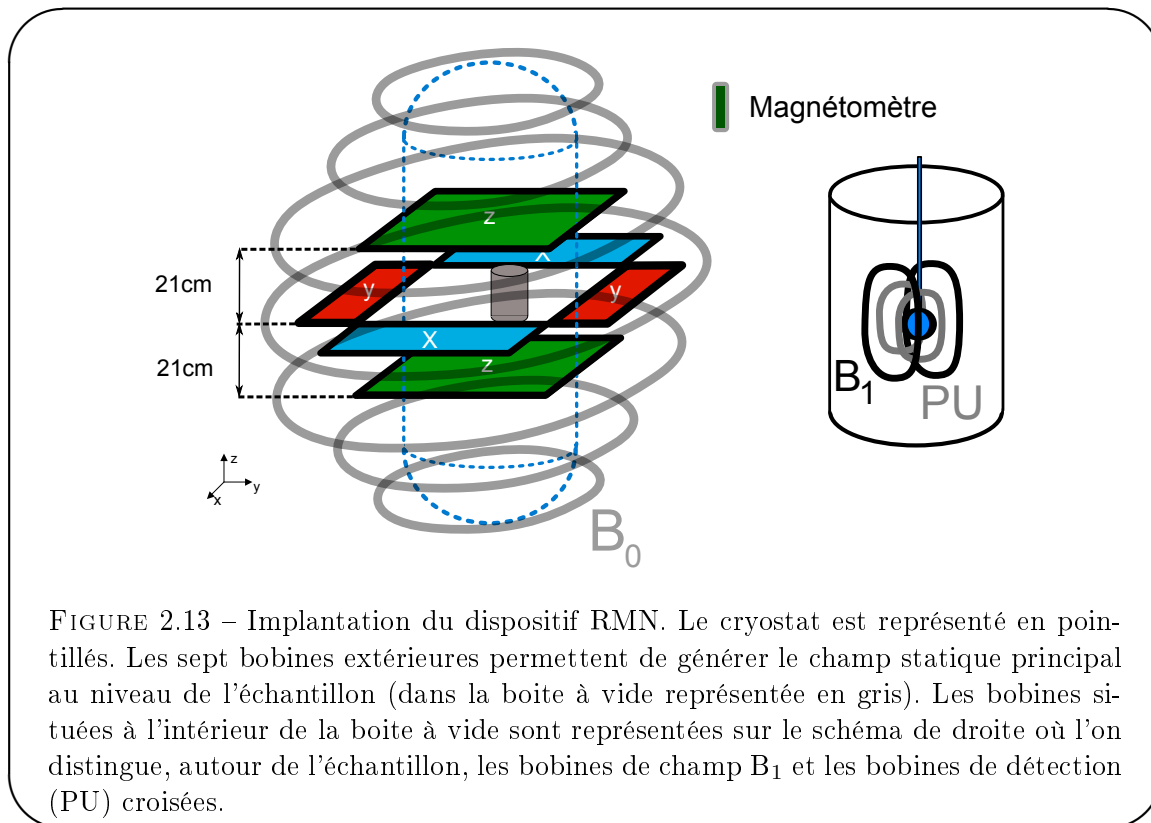 Magnétomètre
z
x
21cm
y
y
X
21cm
z
z
y
x
B0
B1
PU
FIGURE 2.13 – Implantation du dispositif RMN. Le cryostat est représenté en poin-
tillés. Les sept bobines extérieures permettent de générer le champ statique principal
au niveau de l'échantillon (dans la boite à vide représentée en gris). Les bobines si-
tuées à l'intérieur de la boite à vide sont représentées sur le schéma de droite où l'on
distingue, autour de l'échantillon, les bobines de champ B1 et les bobines de détection
(PU) croisées.